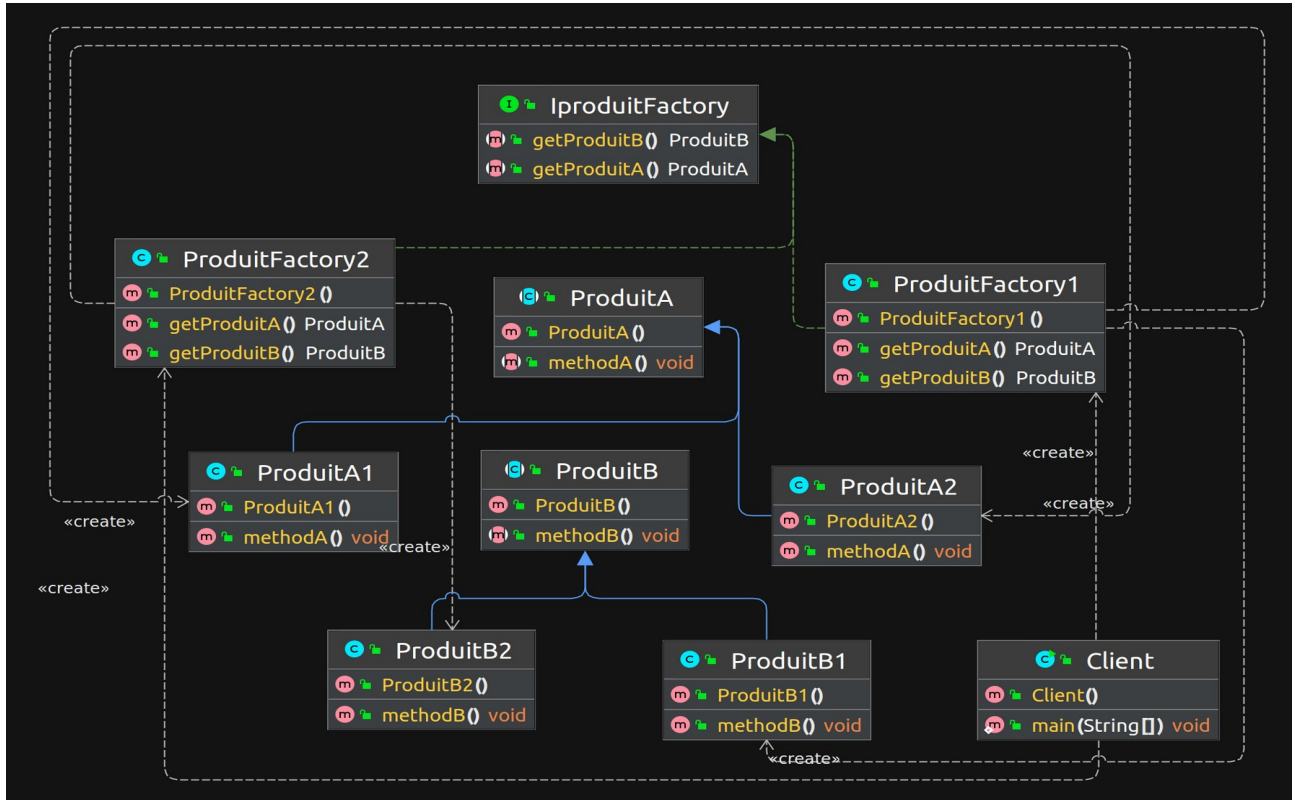 IproduitFactory
getProduitB() ProduitB
getProduitA() ProduitA
ProduitFactory2
ProduitFactory2()
getProduitA() ProduitA
getProduitB() ProduitB
ProduitA
ProduitA()
methodA() void
ProduitFactory1
ProduitFactory1()
getProduitA() ProduitA
getProduitB() ProduitB
«create»
ProduitA1
ProduitA1()
methodA() void
ProduitB
ProduitB()
methodB() void
ProduitA2
ProduitA2()
methodA() void
«create»
«create»
«create»
«create»
ProduitB2
ProduitB2()
methodB() void
ProduitB1
ProduitB1()
methodB() void
Client
Client()
main(String[]) void
«create»